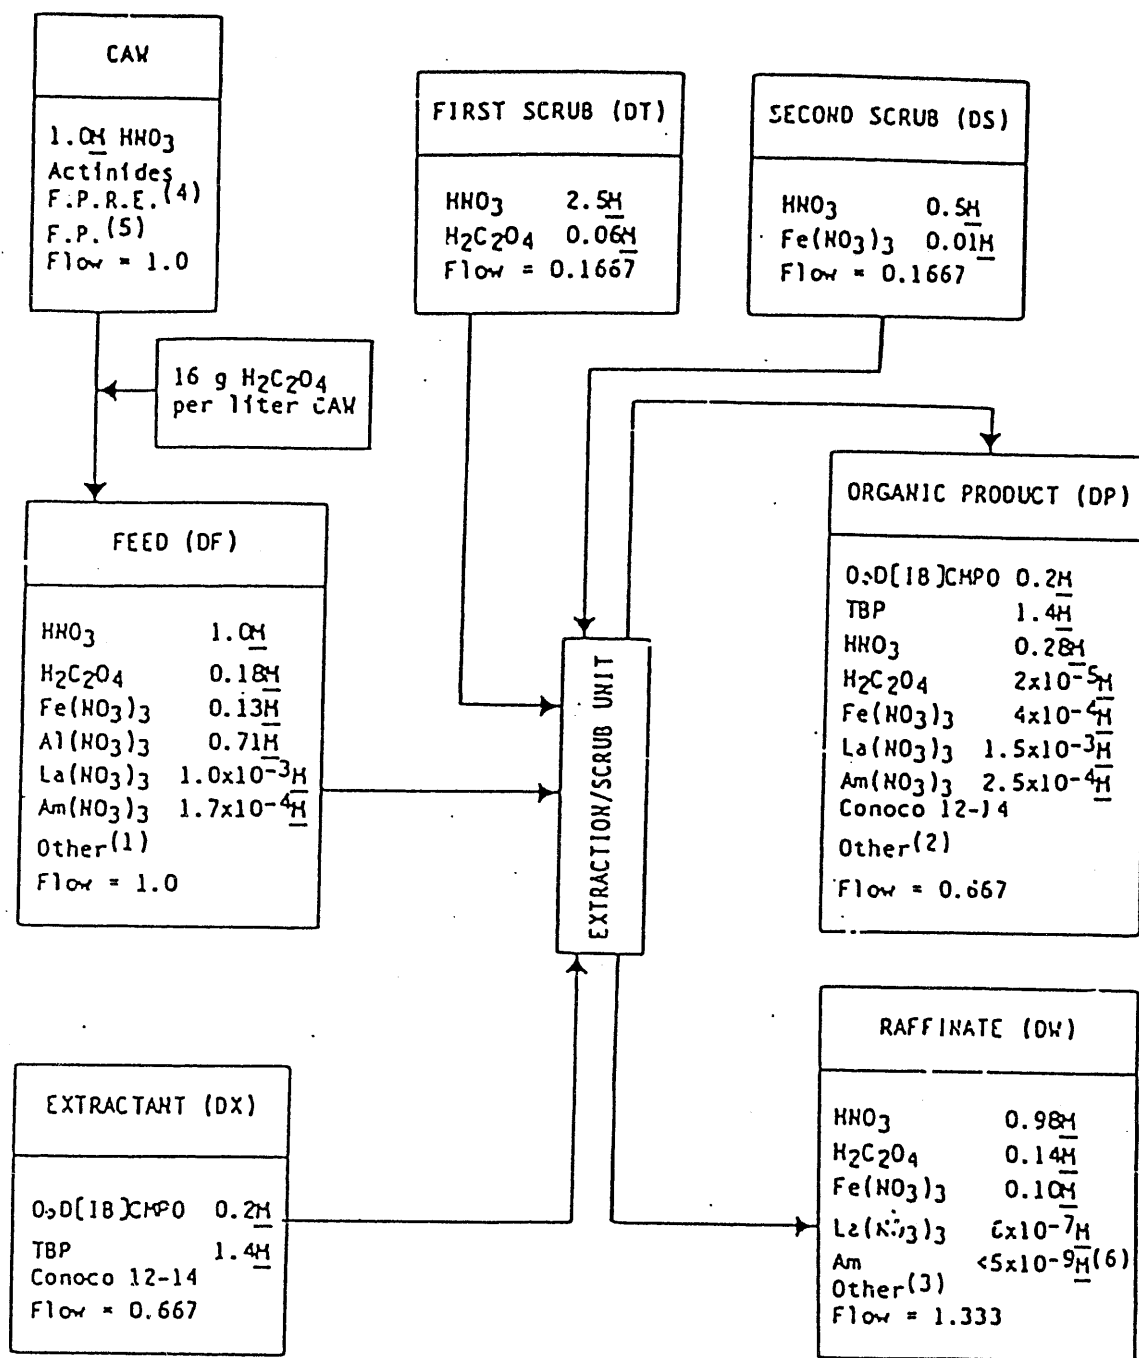 CAW
1.0M HNO3
Actinides
F.P.R.E.(4)
F.P.(5)
Flow = 1.0
16 g H2C2O4
per liter CAW
FIRST SCRUB (DT)
HNO3 2.5M
H2C2O4 0.06M
Flow = 0.1667
SECOND SCRUB (DS)
HNO3 0.5M
Fe(NO3)3 0.01M
Flow = 0.1667
FEED (DF)
HNO3 1.0M
H2C2O4 0.18M
Fe(NO3)3 0.13M
Al(NO3)3 0.71M
La(NO3)3 1.0x10-3M
Am(NO3)3 1.7x10-4M
Other(1)
Flow = 1.0
EXTRACTION/SCRUB UNIT
ORGANIC PRODUCT (DP)
O>D[IB]CMPO 0.2M
TBP 1.4M
HNO3 0.28M
H2C2O4 2x10-5M
Fe(NO3)3 4x10-4M
La(NO3)3 1.5x10-3M
Am(NO3)3 2.5x10-4M
Conoco 12-14
Other(2)
Flow = 0.667
EXTRACTANT (DX)
O>D[IB]CMPO 0.2M
TBP 1.4M
Conoco 12-14
Flow = 0.667
RAFFINATE (DW)
HNO3 0.98M
H2C2O4 0.14M
Fe(NO3)3 0.10M
La(NO3)3
Am <5x10-9M(6)
Other(3)
Flow = 1.333